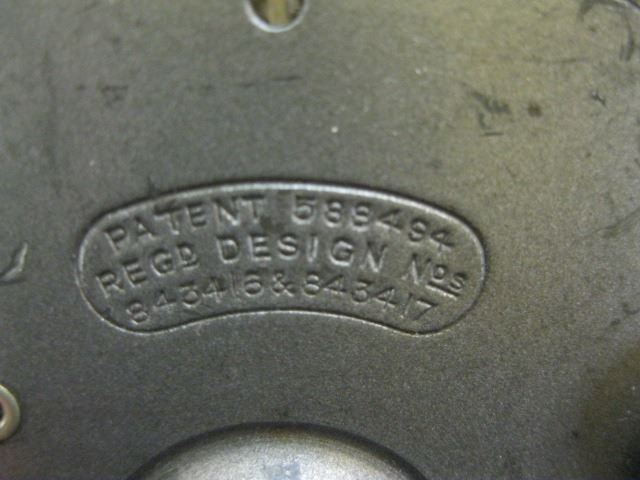 PATENT 588494
REGD DESIGN NOS
843416 & 843417